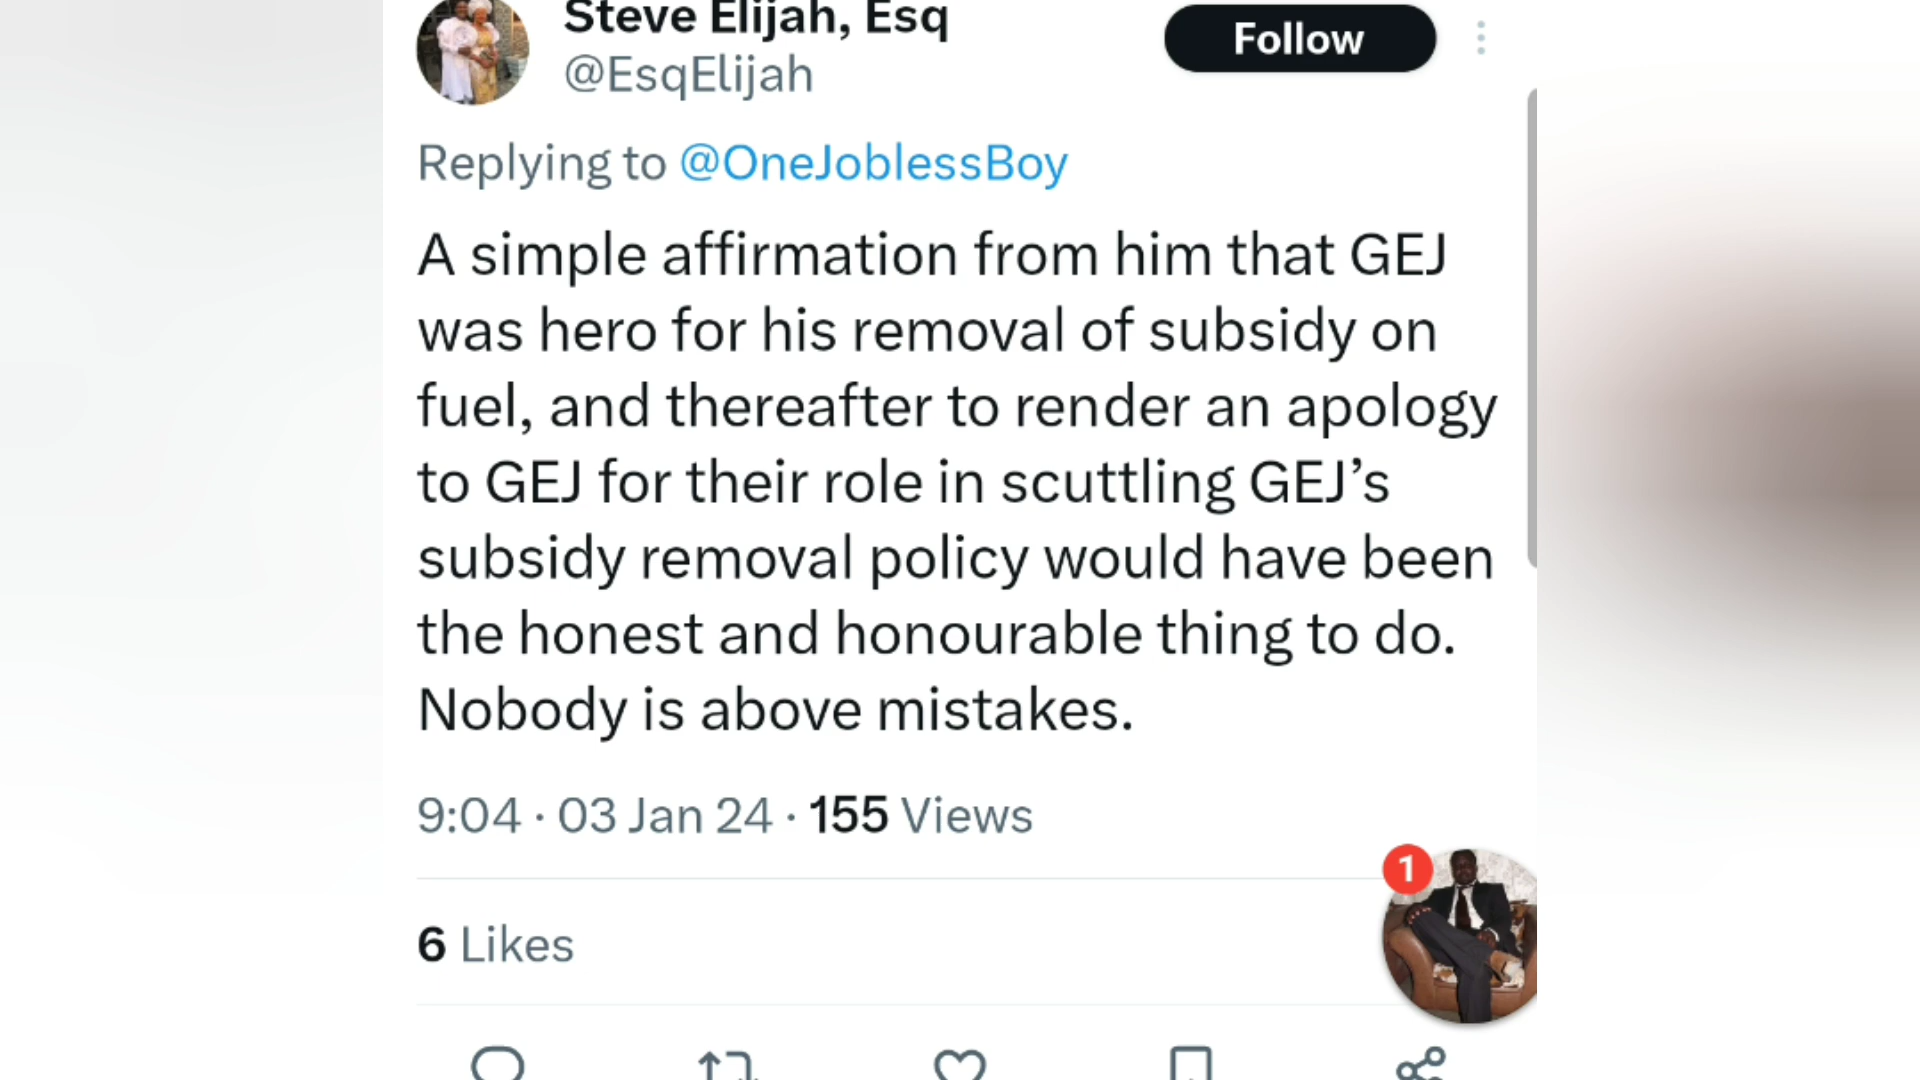 Steve Elijah, Esq
@EsqElijah
Follow
Replying to @OneJoblessBoy
A simple affirmation from him that GEJ
was hero for his removal of subsidy on
fuel, and thereafter to render an apology
to GEJ for their role in scuttling GEJ’s
subsidy removal policy would have been
the honest and honourable thing to do.
Nobody is above mistakes.
9:04 · 03 Jan 24 · 155 Views
1
6 Likes